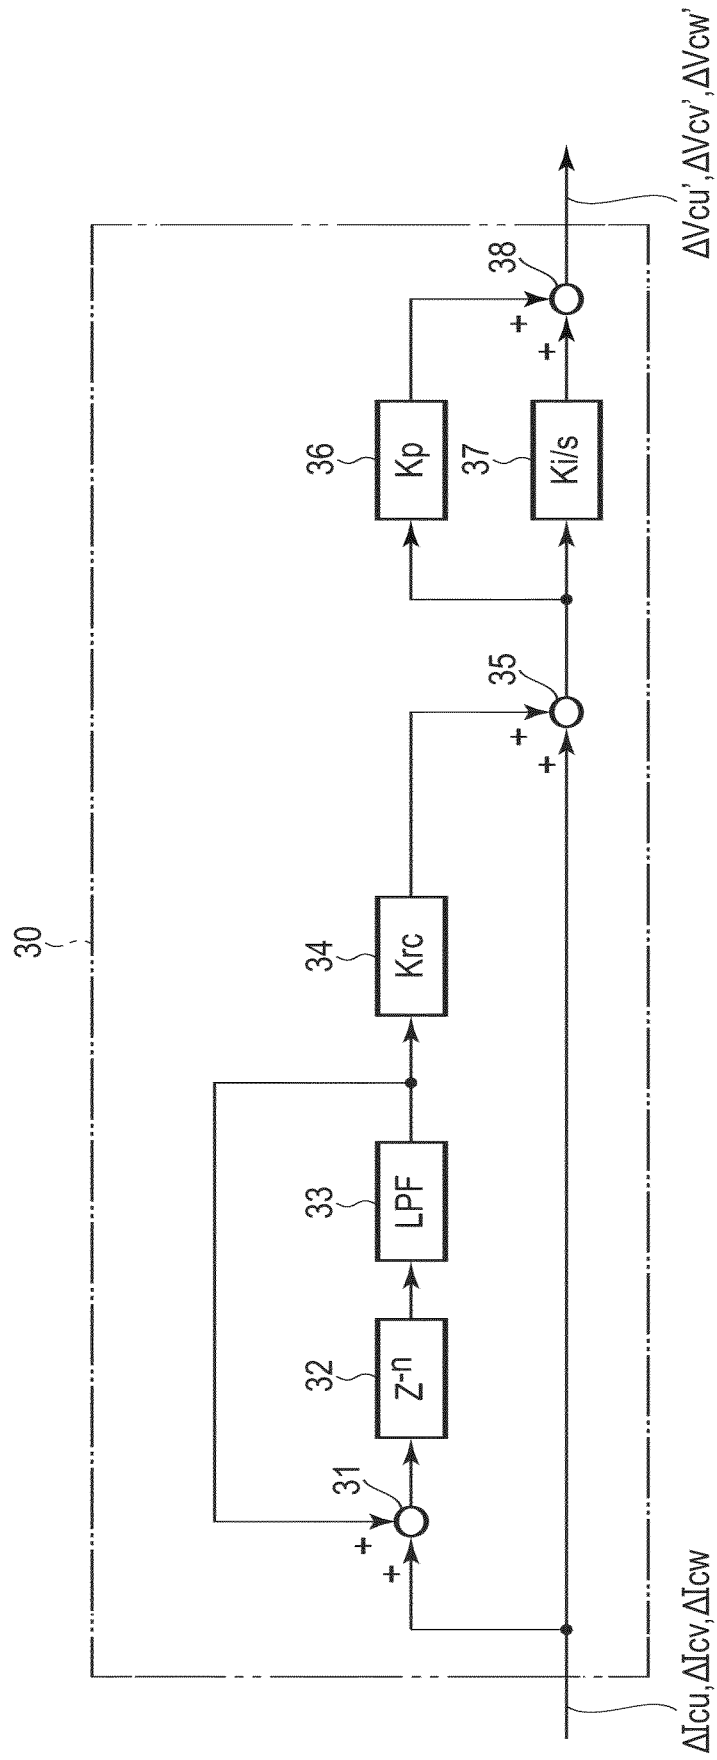 30
31
+
+
32
Z⁻ⁿ
33
LPF
34
Krc
35
+
+
36
Kp
37
Ki/s
38
+
+
ΔIcu,ΔIcv,ΔIcw
ΔVcu’,ΔVcv’,ΔVcw’